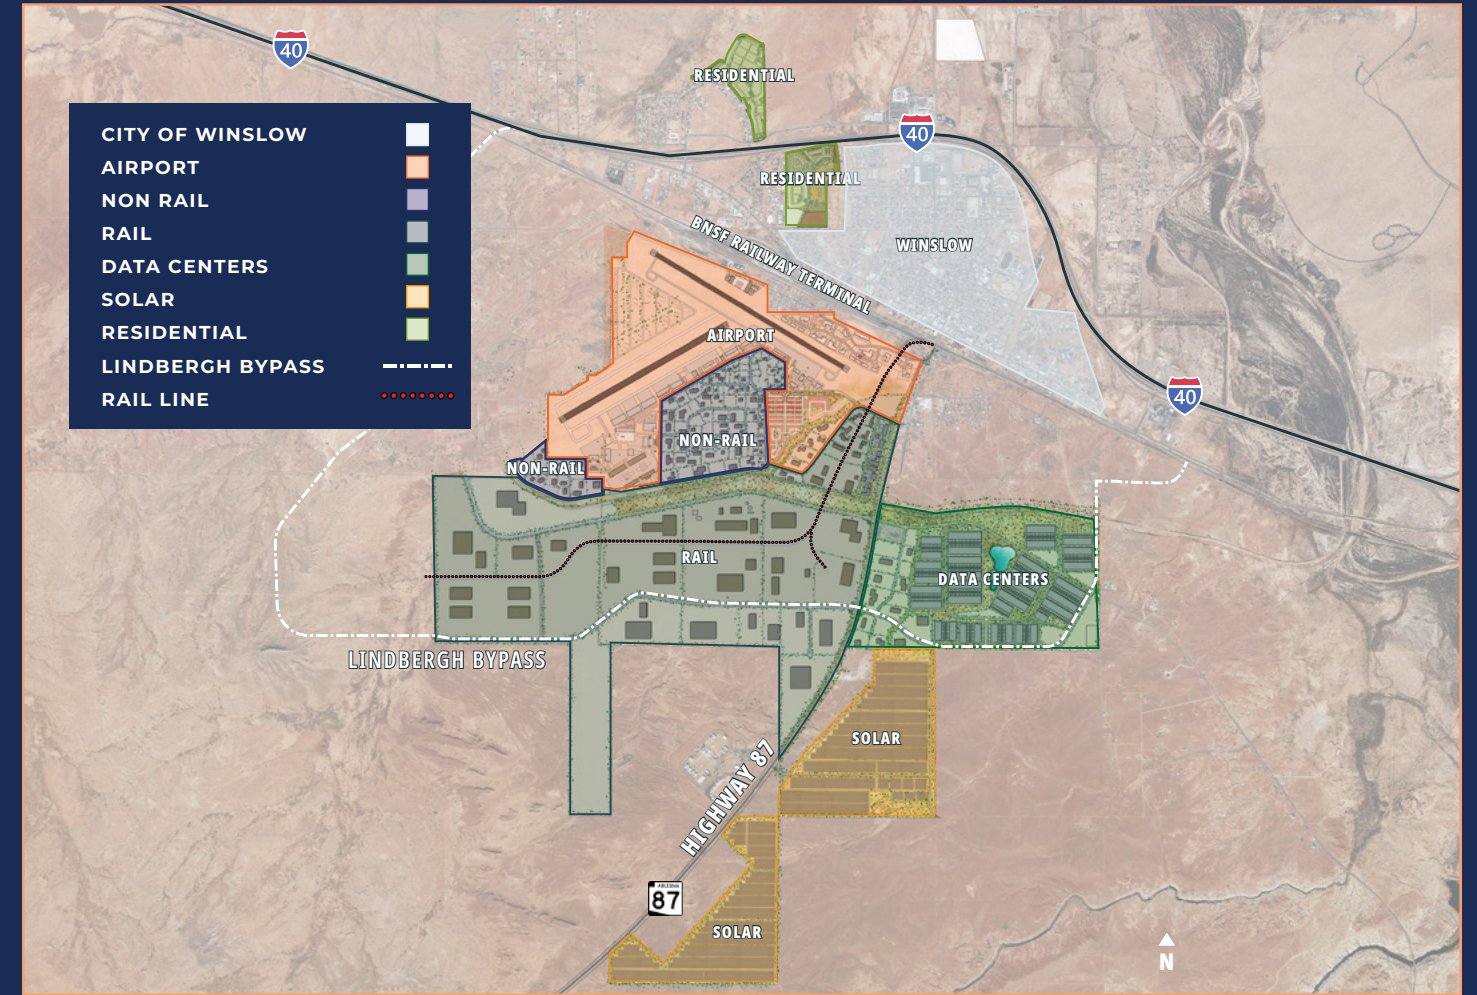 40
RESIDENTIAL
CITY OF WINSLOW
AIRPORT
NON RAIL
RAIL
DATA CENTERS
SOLAR
RESIDENTIAL
LINDBERGH BYPASS
RAIL LINE
40
RESIDENTIAL
WINSLOW
BNSF RAILWAY TERMINAL
AIRPORT
40
NON-RAIL
NON-RAIL
RAIL
DATA CENTERS
LINDBERGH BYPASS
SOLAR
HIGHWAY 87
ARIZONA
87
SOLAR
N